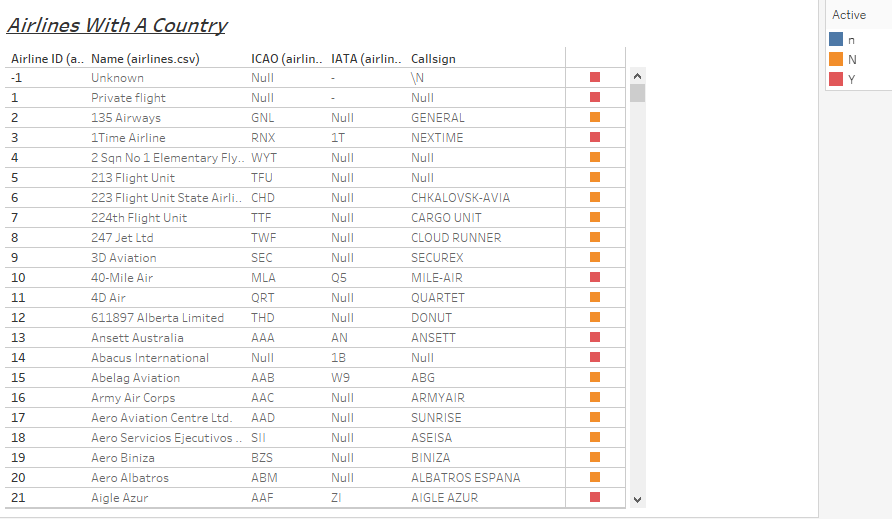 Airlines With A Country
Active
n
N
Y
Airline ID (a.. Name (airlines.csv) ICAO (airlin.. IATA (airlin.. Callsign
-1 Unknown Null - \N
1 Private flight Null - Null
2 135 Airways GNL Null GENERAL
3 1Time Airline RNX 1T NEXTIME
4 2 Sqn No 1 Elementary Fly.. WYT Null Null
5 213 Flight Unit TFU Null Null
6 223 Flight Unit State Airli.. CHD Null CHKALOVSK-AVIA
7 224th Flight Unit TTF Null CARGO UNIT
8 247 Jet Ltd TWF Null CLOUD RUNNER
9 3D Aviation SEC Null SECUREX
10 40-Mile Air MLA Q5 MILE-AIR
11 4D Air QRT Null QUARTET
12 611897 Alberta Limited THD Null DONUT
13 Ansett Australia AAA AN ANSETT
14 Abacus International Null 1B Null
15 Abelag Aviation AAB W9 ABG
16 Army Air Corps AAC Null ARMYAIR
17 Aero Aviation Centre Ltd. AAD Null SUNRISE
18 Aero Servicios Ejecutivos .. SII Null ASEISA
19 Aero Biniza BZS Null BINIZA
20 Aero Albatros ABM Null ALBATROS ESPANA
21 Aigle Azur AAF ZI AIGLE AZUR